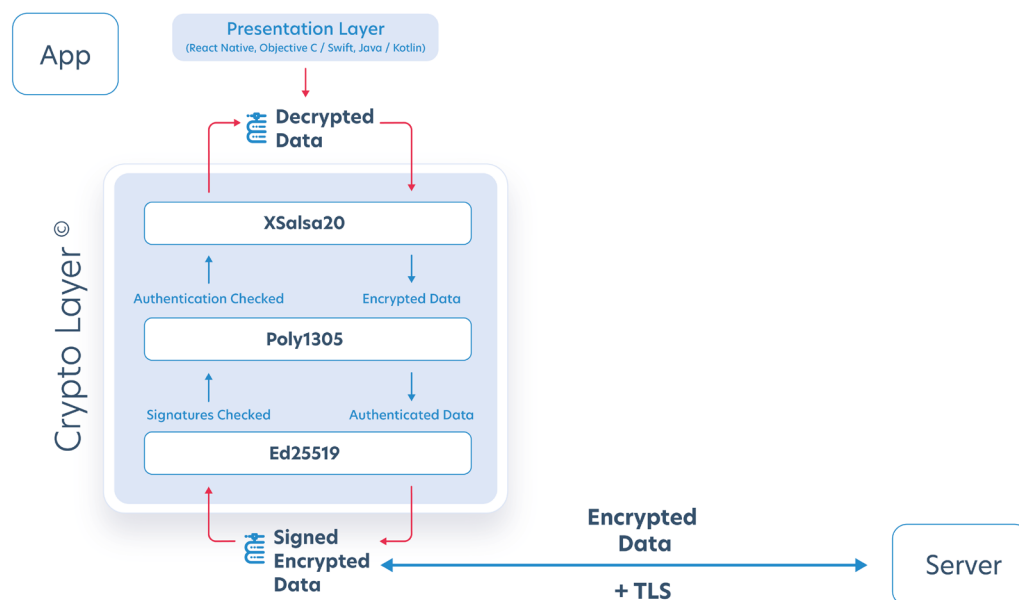 App
Presentation Layer
(React Native, Objective C / Swift, Java / Kotlin)
Decrypted
Data
Crypto Layer ©
XSalsa20
Authentication Checked
Encrypted Data
Poly1305
Signatures Checked
Authenticated Data
Ed25519
Signed
Encrypted
Data
Encrypted
Data
+ TLS
Server